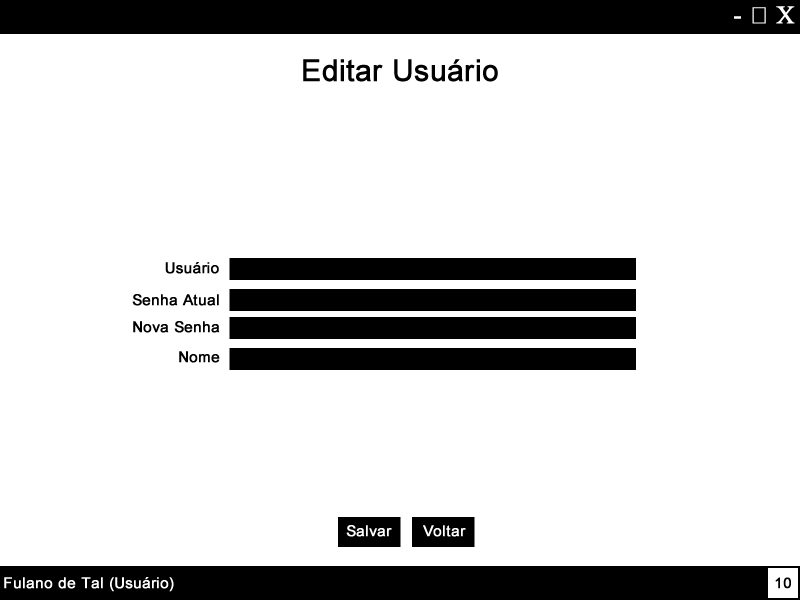 - □ X
Editar Usuário
Usuário
Senha Atual
Nova Senha
Nome
Salvar Voltar
Fulano de Tal (Usuário) 10